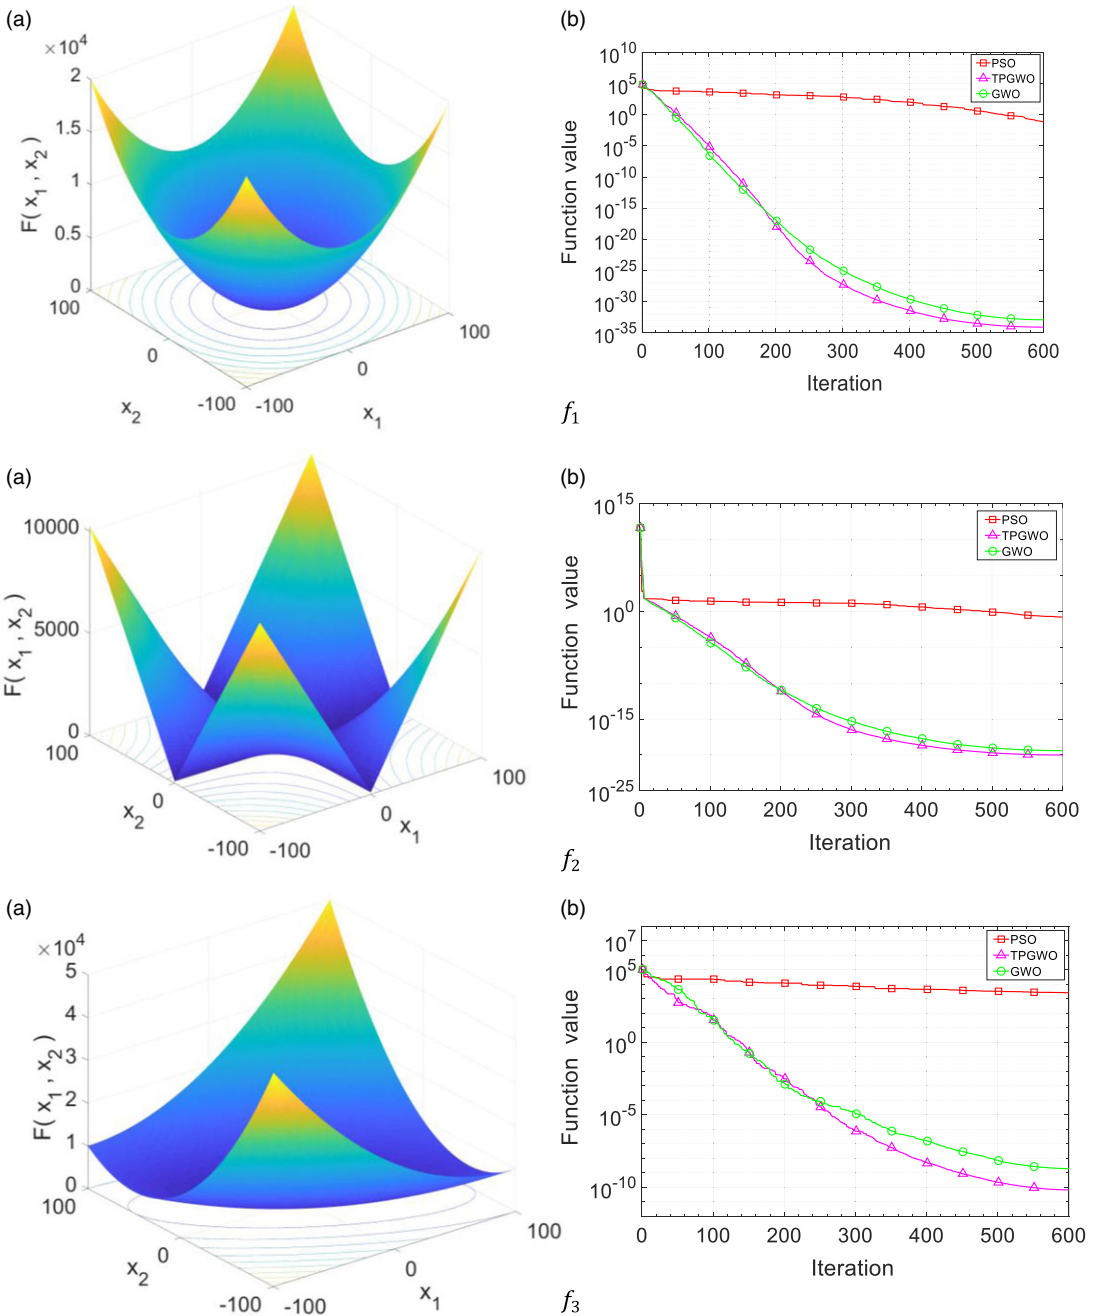 (a)
×10⁴
2
1.5
1
0.5
0
F( x₁ , x₂ )
100
0
-100
x₂
-100
0
100
x₁
(b)
10¹⁰
10⁵
10⁰
10⁻⁵
10⁻¹⁰
10⁻¹⁵
10⁻²⁰
10⁻²⁵
10⁻³⁰
10⁻³⁵
Function value
PSO
TPGWO
GWO
0 100 200 300 400 500 600
Iteration
f₁
(a)
10000
5000
0
F( x₁ , x₂ )
100
0
-100
x₂
-100
0
100
x₁
(b)
10¹⁵
10⁰
10⁻¹⁵
10⁻²⁵
Function value
PSO
TPGWO
GWO
0 100 200 300 400 500 600
Iteration
f₂
(a)
×10⁴
5
4
3
2
1
0
F( x₁ , x₂ )
100
0
-100
x₂
-100
0
100
x₁
(b)
10⁷
10⁵
10⁰
10⁻⁵
10⁻¹⁰
Function value
PSO
TPGWO
GWO
0 100 200 300 400 500 600
Iteration
f₃